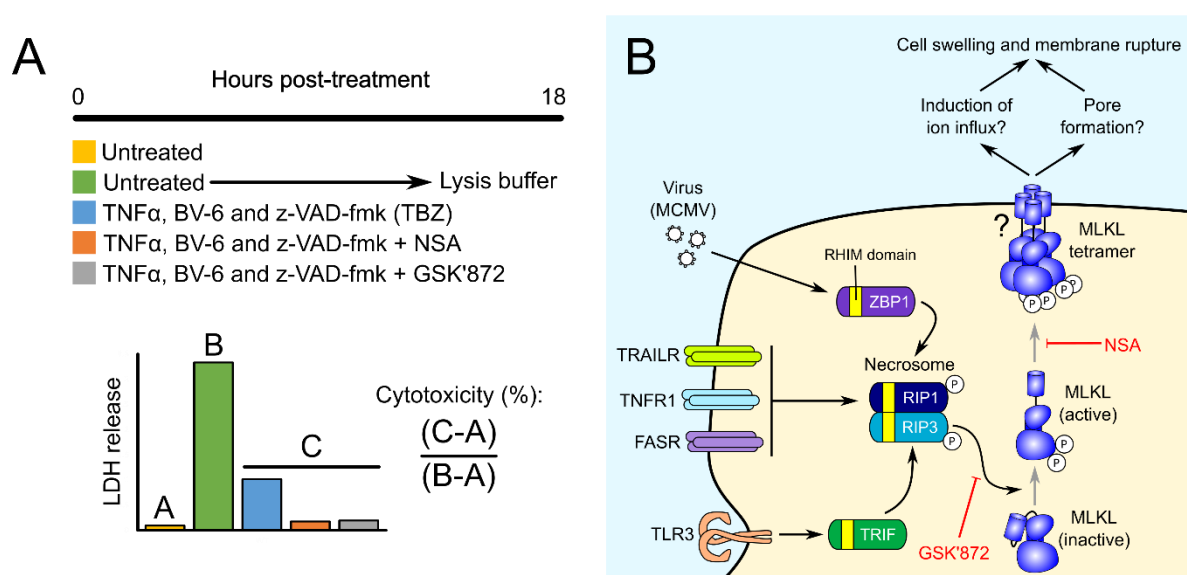 A
Hours post-treatment
0 18
Untreated
Untreated Lysis buffer
TNFα, BV-6 and z-VAD-fmk (TBZ)
TNFα, BV-6 and z-VAD-fmk + NSA
TNFα, BV-6 and z-VAD-fmk + GSK'872
LDH release
A
B
C
Cytotoxicity (%):
(C-A)
(B-A)
B
Cell swelling and membrane rupture
Induction of
ion influx?
Pore
formation?
Virus
(MCMV)
RHIM domain
ZBP1
?
MLKL
tetramer
P P P P
NSA
TRAILR
TNFR1
FASR
Necrosome
RIP1
P
RIP3
P
MLKL
(active)
P
P
TLR3
TRIF
GSK'872
MLKL
(inactive)